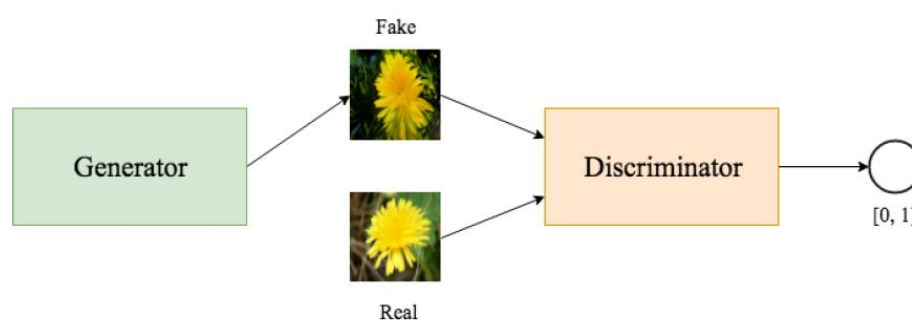 Fake
Generator
Discriminator
[0, 1]
Real